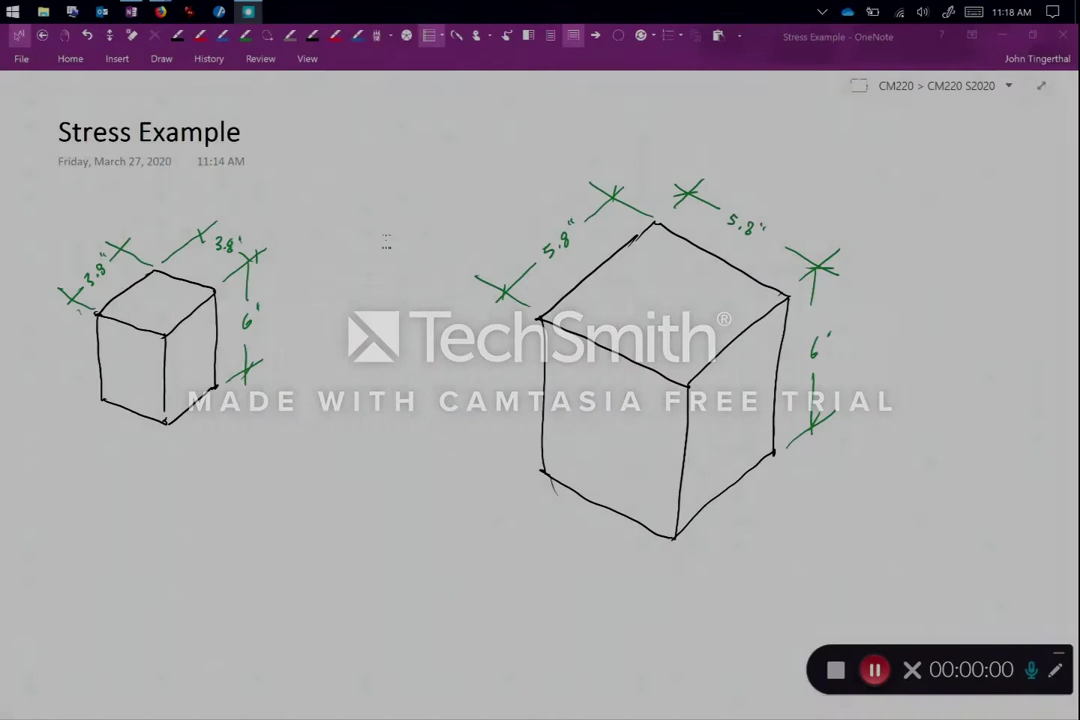 11:18 AM
Stress Example - OneNote
File Home Insert Draw History Review View
John Tingerthal
CM220 > CM220 S2020
Stress Example
Friday, March 27, 2020 11:14 AM
3.8"
3.8"
6'
5.8"
5.8"
6'
TechSmith®
MADE WITH CAMTASIA FREE TRIAL
00:00:00